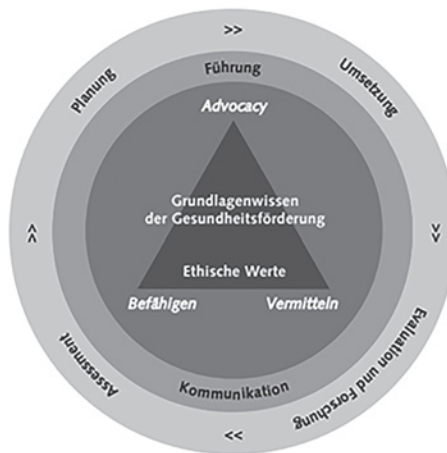 >>
Planung
Umsetzung
Führung
Advocacy
Grundlagenwissen
der Gesundheitsförderung
>>
>>
Ethische Werte
Befähigen
Vermitteln
Assessment
Evaluation und Forschung
Kommunikation
>>